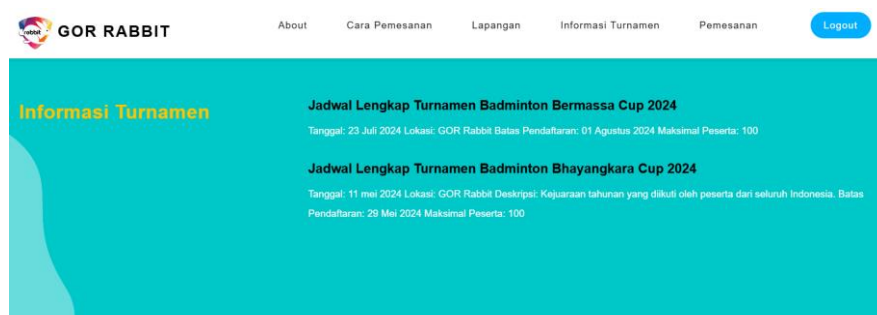 rabbit GOR RABBIT About Cara Pemesanan Lapangan Informasi Turnamen Pemesanan Logout
Informasi Turnamen
Jadwal Lengkap Turnamen Badminton Bermassa Cup 2024
Tanggal: 23 Juli 2024 Lokasi: GOR Rabbit Batas Pendaftaran: 01 Agustus 2024 Maksimal Peserta: 100
Jadwal Lengkap Turnamen Badminton Bhayangkara Cup 2024
Tanggal: 11 mei 2024 Lokasi: GOR Rabbit Deskripsi: Kejuaraan tahunan yang diikuti oleh peserta dari seluruh Indonesia. Batas
Pendaftaran: 29 Mei 2024 Maksimal Peserta: 100